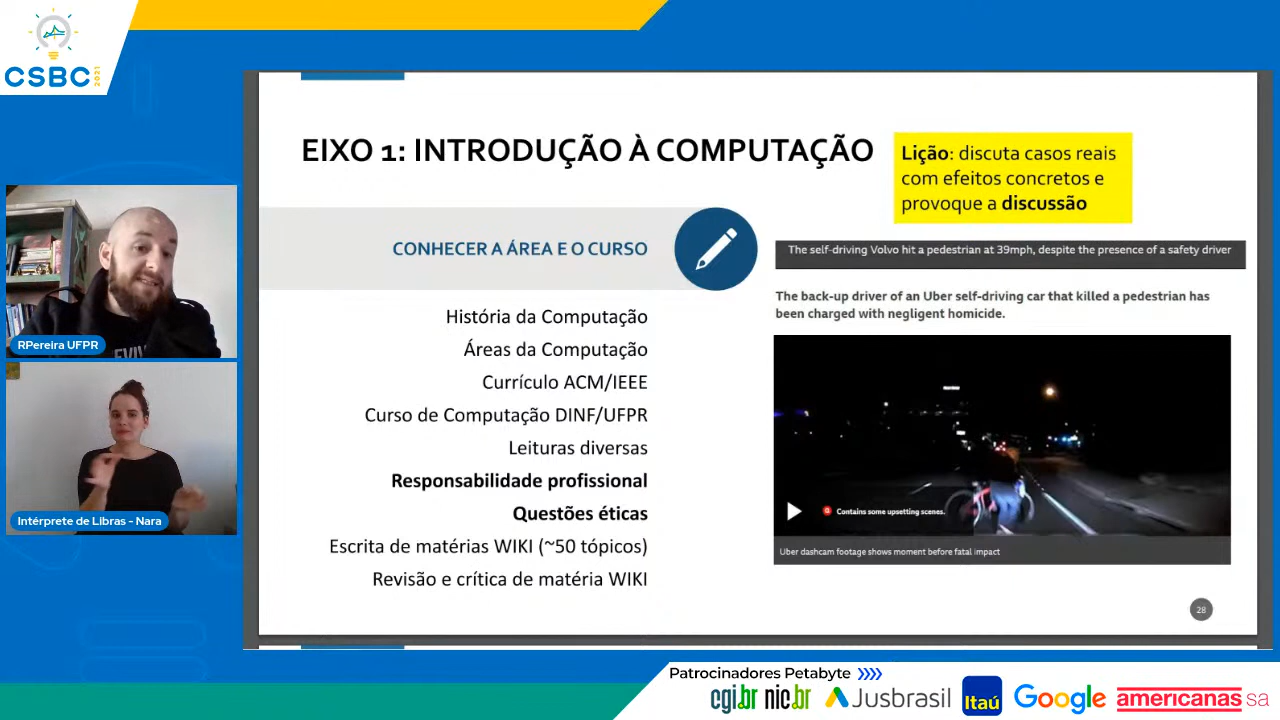 CSBC 2021
EIXO 1: INTRODUÇÃO À COMPUTAÇÃO
Lição: discuta casos reais
com efeitos concretos e
provoque a discussão
CONHECER A ÁREA E O CURSO
História da Computação
Áreas da Computação
Currículo ACM/IEEE
Curso de Computação DINF/UFPR
Leituras diversas
Responsabilidade profissional
Questões éticas
Escrita de matérias WIKI (~50 tópicos)
Revisão e crítica de matéria WIKI
The self-driving Volvo hit a pedestrian at 39mph, despite the presence of a safety driver
The back-up driver of an Uber self-driving car that killed a pedestrian has
been charged with negligent homicide.
Contains some upsetting scenes.
Uber dashcam footage shows moment before fatal impact
28
RPereira UFPR
Intérprete de Libras - Nara
Patrocinadores Petabyte
cgi.br nic.br Jusbrasil Itaú Google americanas sa